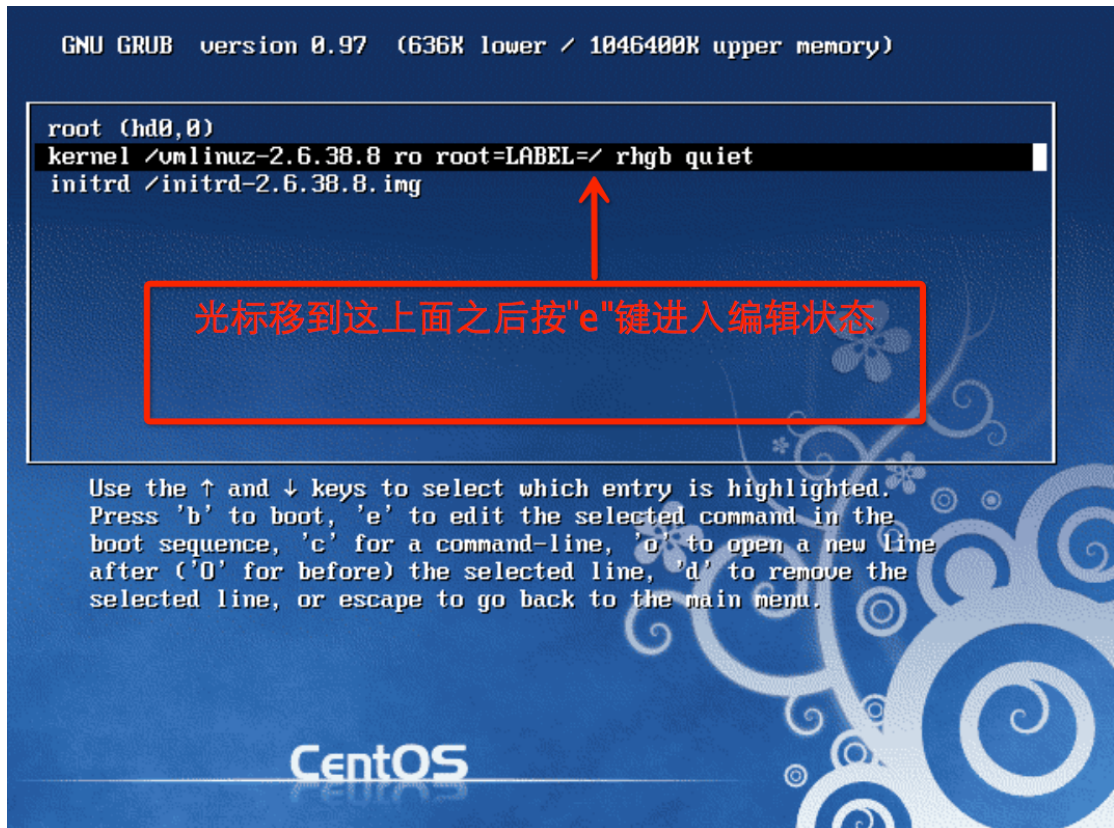 GNU GRUB version 0.97 (636K lower / 1046400K upper memory)
root (hd0,0)
kernel /vmlinuz-2.6.38.8 ro root=LABEL=/ rhgb quiet
initrd /initrd-2.6.38.8.img
光标移到这上面之后按"e"键进入编辑状态
Use the ↑ and ↓ keys to select which entry is highlighted.
Press 'b' to boot, 'e' to edit the selected command in the
boot sequence, 'c' for a command-line, 'o' to open a new line
after ('O' for before) the selected line, 'd' to remove the
selected line, or escape to go back to the main menu.
CentOS